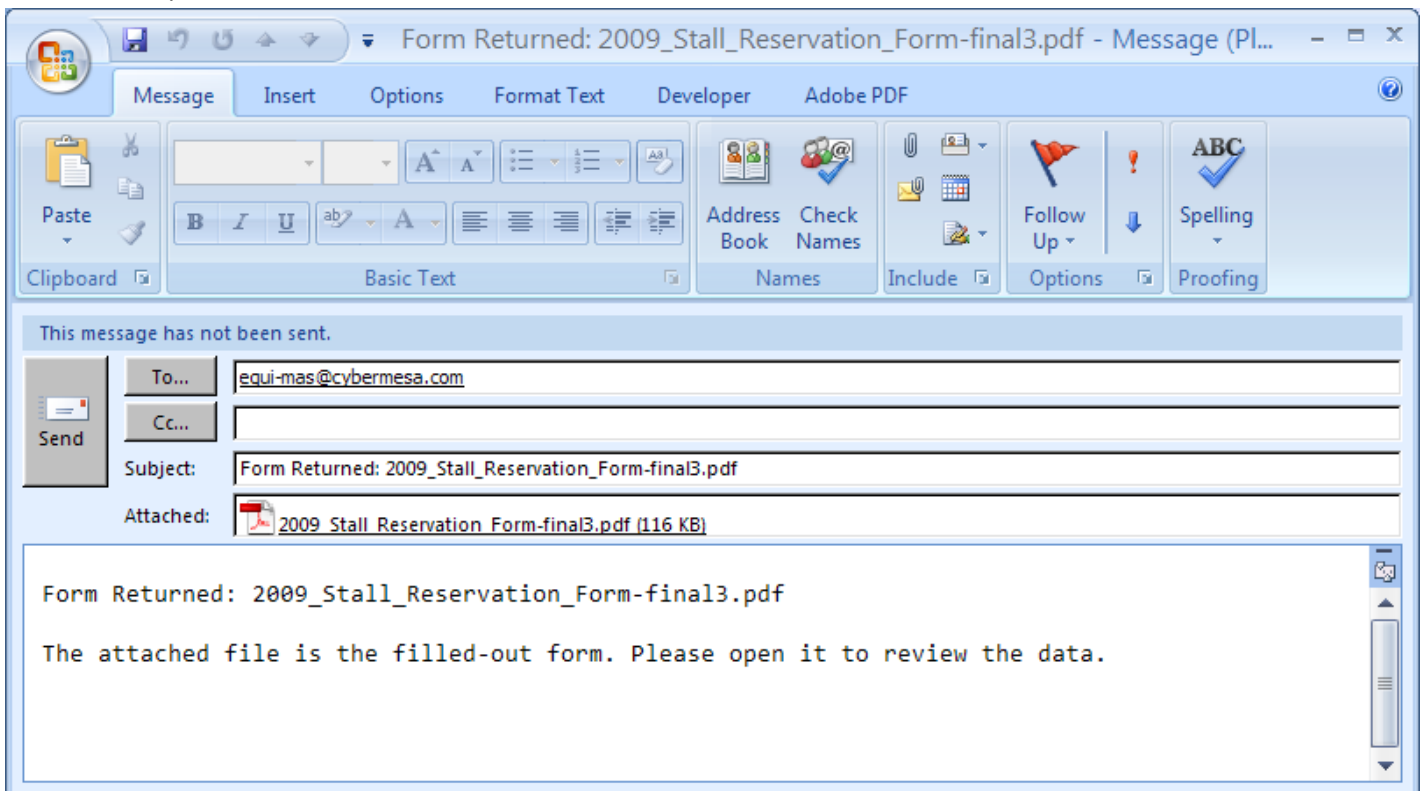 Form Returned: 2009_Stall_Reservation_Form-final3.pdf - Message (Pl...
Message Insert Options Format Text Developer Adobe PDF
Paste
Address Book
Check Names
Follow Up
ABC
Spelling
Clipboard Basic Text Names Include Options Proofing
This message has not been sent.
Send
To... equi-mas@cybermesa.com
Cc...
Subject: Form Returned: 2009_Stall_Reservation_Form-final3.pdf
Attached: 2009_Stall_Reservation_Form-final3.pdf (116 KB)
Form Returned: 2009_Stall_Reservation_Form-final3.pdf
The attached file is the filled-out form. Please open it to review the data.